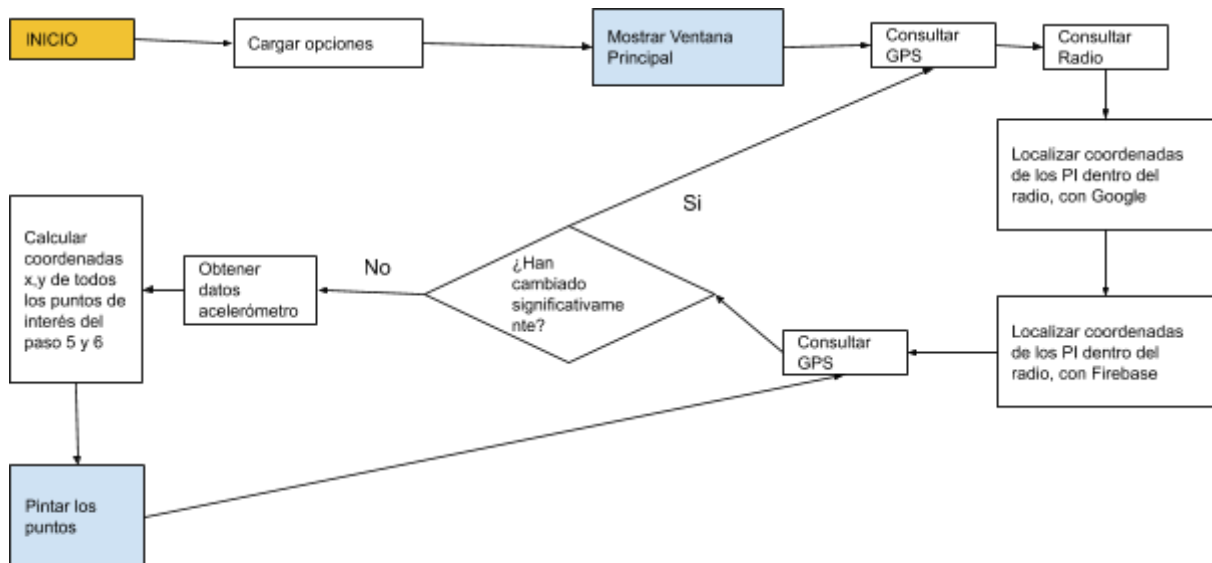 INICIO
Cargar opciones
Mostrar Ventana
Principal
Consultar
GPS
Consultar
Radio
Localizar coordenadas
de los PI dentro del
radio, con Google
Localizar coordenadas
de los PI dentro del
radio, con Firebase
Consultar
GPS
¿Han
cambiado
significativame
nte?
Si
No
Obtener
datos
acelerómetro
Calcular
coordenadas
x,y de todos
los puntos de
interés del
paso 5 y 6
Pintar los
puntos